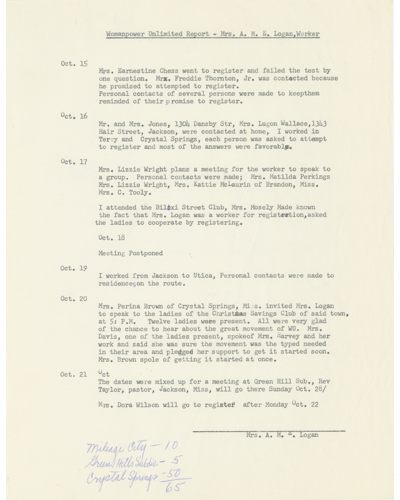 Womanpower Unlimited Report - Mrs. A. M. E. Logan,Worker
Oct. 15
Mrs. Earnestine Chess went to register and failed the test by
one question. Mrs. Freddie Thornton, Jr. was contacted because
he promised to attempted to register.
Personal contacts of several persons were made to keepthem
reminded of their promise to register.
Oct. 16
Mr. and Mrs. Jones, 1304 Dansby Str, Mrs. Lugon Wallace,1343
Hair Street, Jackson, were contacted at home, I worked in
Terry and Crystal Springs, each person was asked to attempt
to register and most of the answers were favorable.
Oct. 17
Mrs. Lizzie Wright plans a meeting for the worker to speak to
a group. Personal contacts were made; Mrs. Matilda Perkings
Mrs. Lizzie Wright, Mrs. Kattie McLaurin of Brandon, Miss.
Mrs. C. Tooly.
I attended the Biloxi Street Club, Mrs. Mosely Made known
the fact that Mrs. Logan was a worker for registration,asked
the ladies to cooperate by registering.
Oct. 18
Meeting Postponed
Oct. 19
I worked from Jackson to Utica, Personal contacts were made to
residenceson the route.
Oct. 20
Mrs. Perina Brown of Crystal Springs, Miss. invited Mrs. Logan
to speak to the ladies of the Christmas Savings Club of said town,
at 5: P.M. Twelve ladies were present. All were very glad
of the chance to hear about the great movement of WU. Mrs.
Davis, one of the ladies present, spokeof Mrs. Harvey and her
work and said she was sure the movement was the typed needed
in their area and pledged her support to get it started soon.
Mrs. Brown spole of getting it started at once.
Oct. 21
Oct
The dates were mixed up for a meeting at Green Hill Sub., Rev
Taylor, pastor, Jackson, Miss, will go there Sunday Oct. 28/
Mrs. Dora Wilson will go to register after Monday Oct. 22
Mrs. A. M. E. Logan
Mileage City - 10
Green Hills Subdiv - 5
Crystal Springs - 50
65